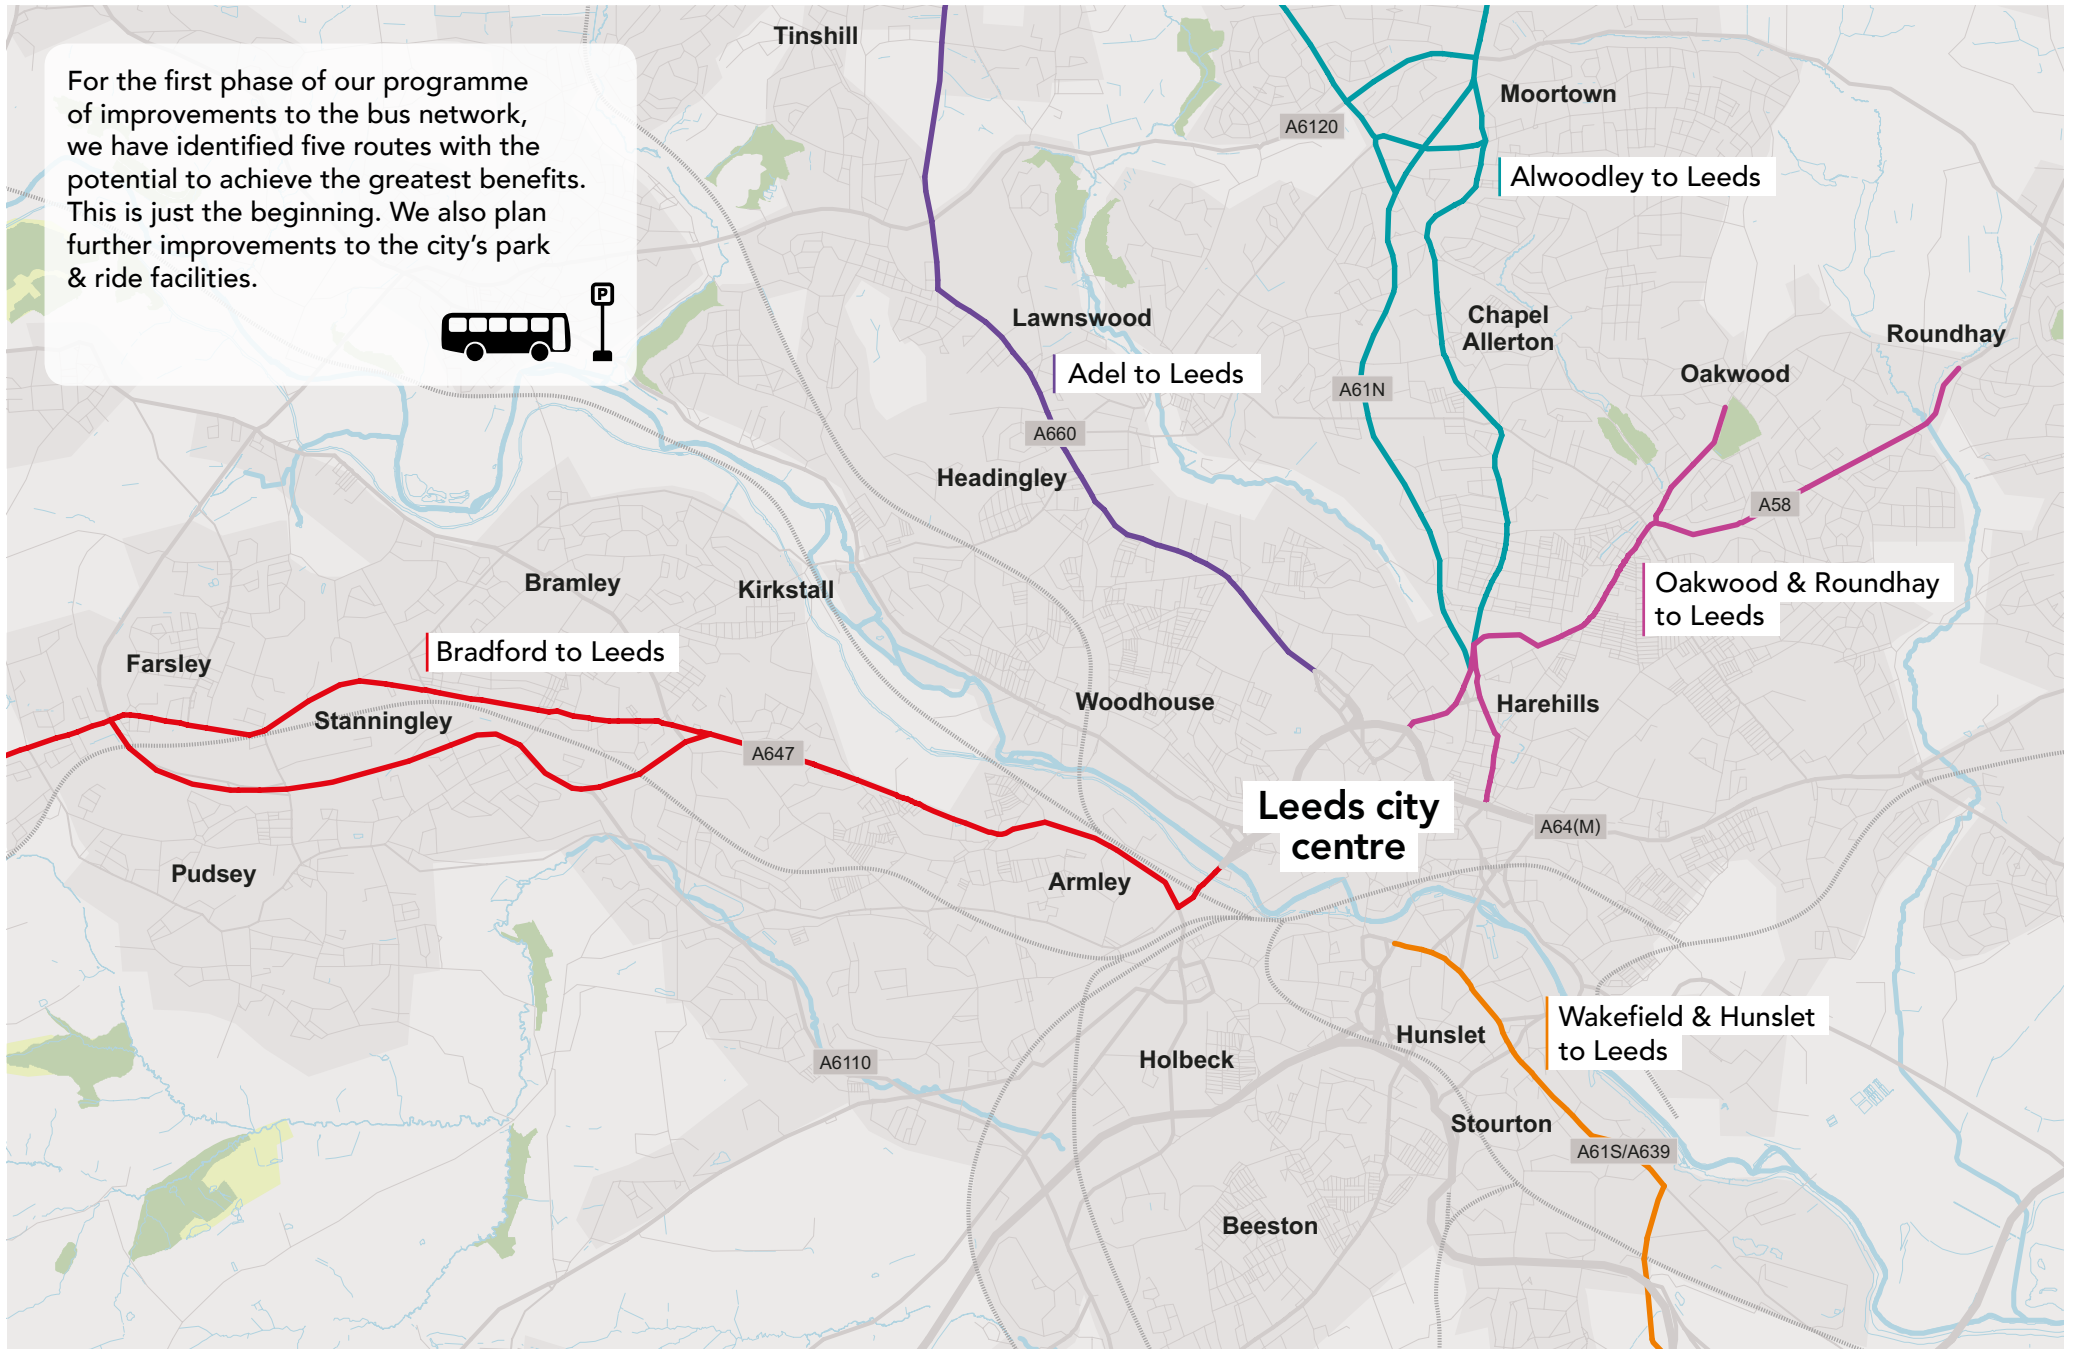 For the first phase of our programme
of improvements to the bus network,
we have identified five routes with the
potential to achieve the greatest benefits.
This is just the beginning. We also plan
further improvements to the city's park
& ride facilities.
P
Tinshill
Moortown
A6120
Alwoodley to Leeds
Lawnswood
Chapel
Allerton
Roundhay
Adel to Leeds
Oakwood
A61N
A660
Headingley
A58
Bramley
Kirkstall
Oakwood & Roundhay
to Leeds
Bradford to Leeds
Farsley
Stanningley
Woodhouse
Harehills
A647
Leeds city
centre
A64(M)
Pudsey
Armley
Wakefield & Hunslet
to Leeds
Hunslet
Holbeck
A6110
Stourton
A61S/A639
Beeston